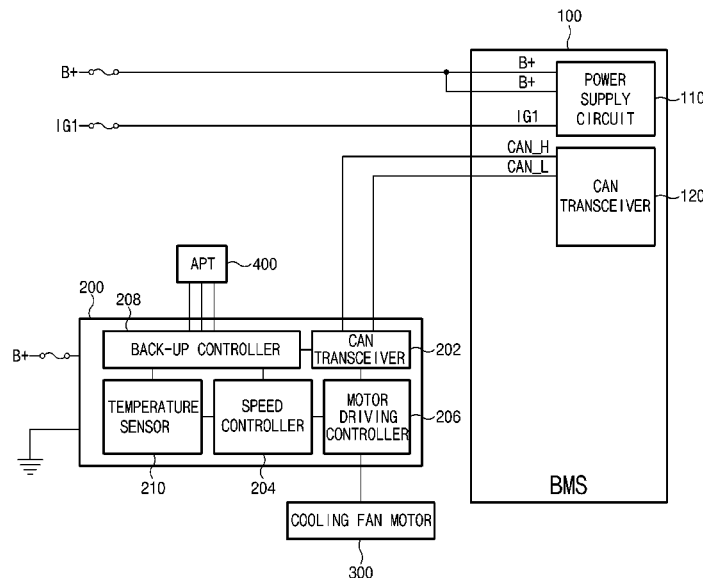 100
B+
B+
B+
POWER
SUPPLY
CIRCUIT
110
IG1
IG1
CAN_H
CAN_L
CAN
TRANSCEIVER
120
APT
400
200
208
B+
BACK-UP CONTROLLER
CAN
TRANSCEIVER
202
TEMPERATURE
SENSOR
SPEED
CONTROLLER
MOTOR
DRIVING
CONTROLLER
206
210
204
BMS
COOLING FAN MOTOR
300